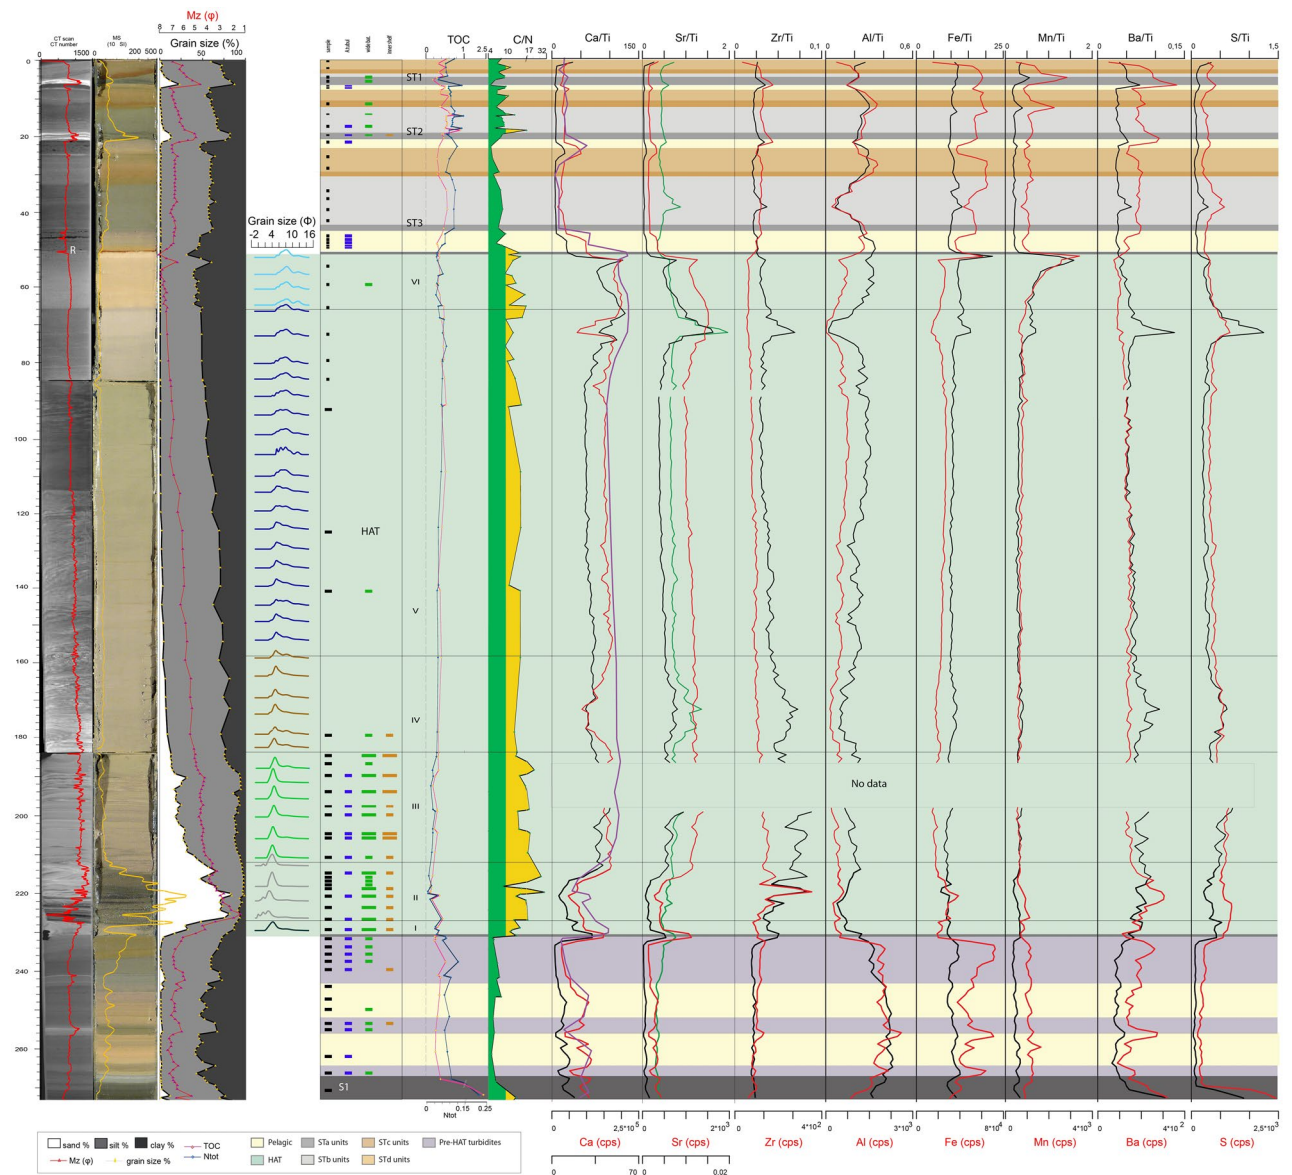 Mz (φ)
8 7 6 5 4 3 2 1
CT scan
CT number
0 1500
MS
(10 SI)
0 200 5000
Grain size (%)
0 50 100
sample
inner shelf
TOC
0 1 2.5
C/N
4 10 17 32
Ca/Ti
0 150
Sr/Ti
0 2
Zr/Ti
0 0,1
Al/Ti
0 0,6
Fe/Ti
0 25
Mn/Ti
0 2
Ba/Ti
0 0,15
S/Ti
0 1,5
0
ST1
20
ST2
40
ST3
Grain size (Φ)
-2 4 10 16
R
60
VI
80
100
120
HAT
140
V
160
IV
180
No data
200
III
220
II
I
240
260
S1
0 0.15 0.25
Ntot
0 2,5*10⁵
Ca (cps)
0 2*10³
Sr (cps)
0 4*10²
Zr (cps)
0 10³
Al (cps)
0 8*10⁴
Fe (cps)
0 4*10³
Mn (cps)
0 4*10²
Ba (cps)
0 2,5*10³
S (cps)
0 70
0 0.02
sand % silt % clay % TOC
Mz (φ) grain size % Ntot
Pelagic STa units STc units Pre-HAT turbidites
HAT STb units STd units